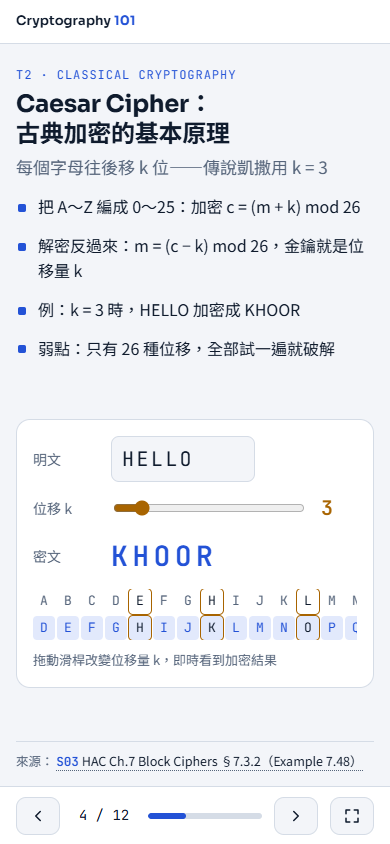 Cryptography 101
T2 · CLASSICAL CRYPTOGRAPHY
Caesar Cipher：
古典加密的基本原理
每個字母往後移 k 位——傳說凱撒用 k = 3
把 A～Z 編成 0～25：加密 c = (m + k) mod 26
解密反過來：m = (c − k) mod 26，金鑰就是位
移量 k
例：k = 3 時，HELLO 加密成 KHOOR
弱點：只有 26 種位移，全部試一遍就破解
明文 HELLO
位移 k 3
密文 KHOOR
A B C D E F G H I J K L M N
D E F G H I J K L M N O P Q
拖動滑桿改變位移量 k，即時看到加密結果
來源： S03 HAC Ch.7 Block Ciphers §7.3.2（Example 7.48）
4 / 12